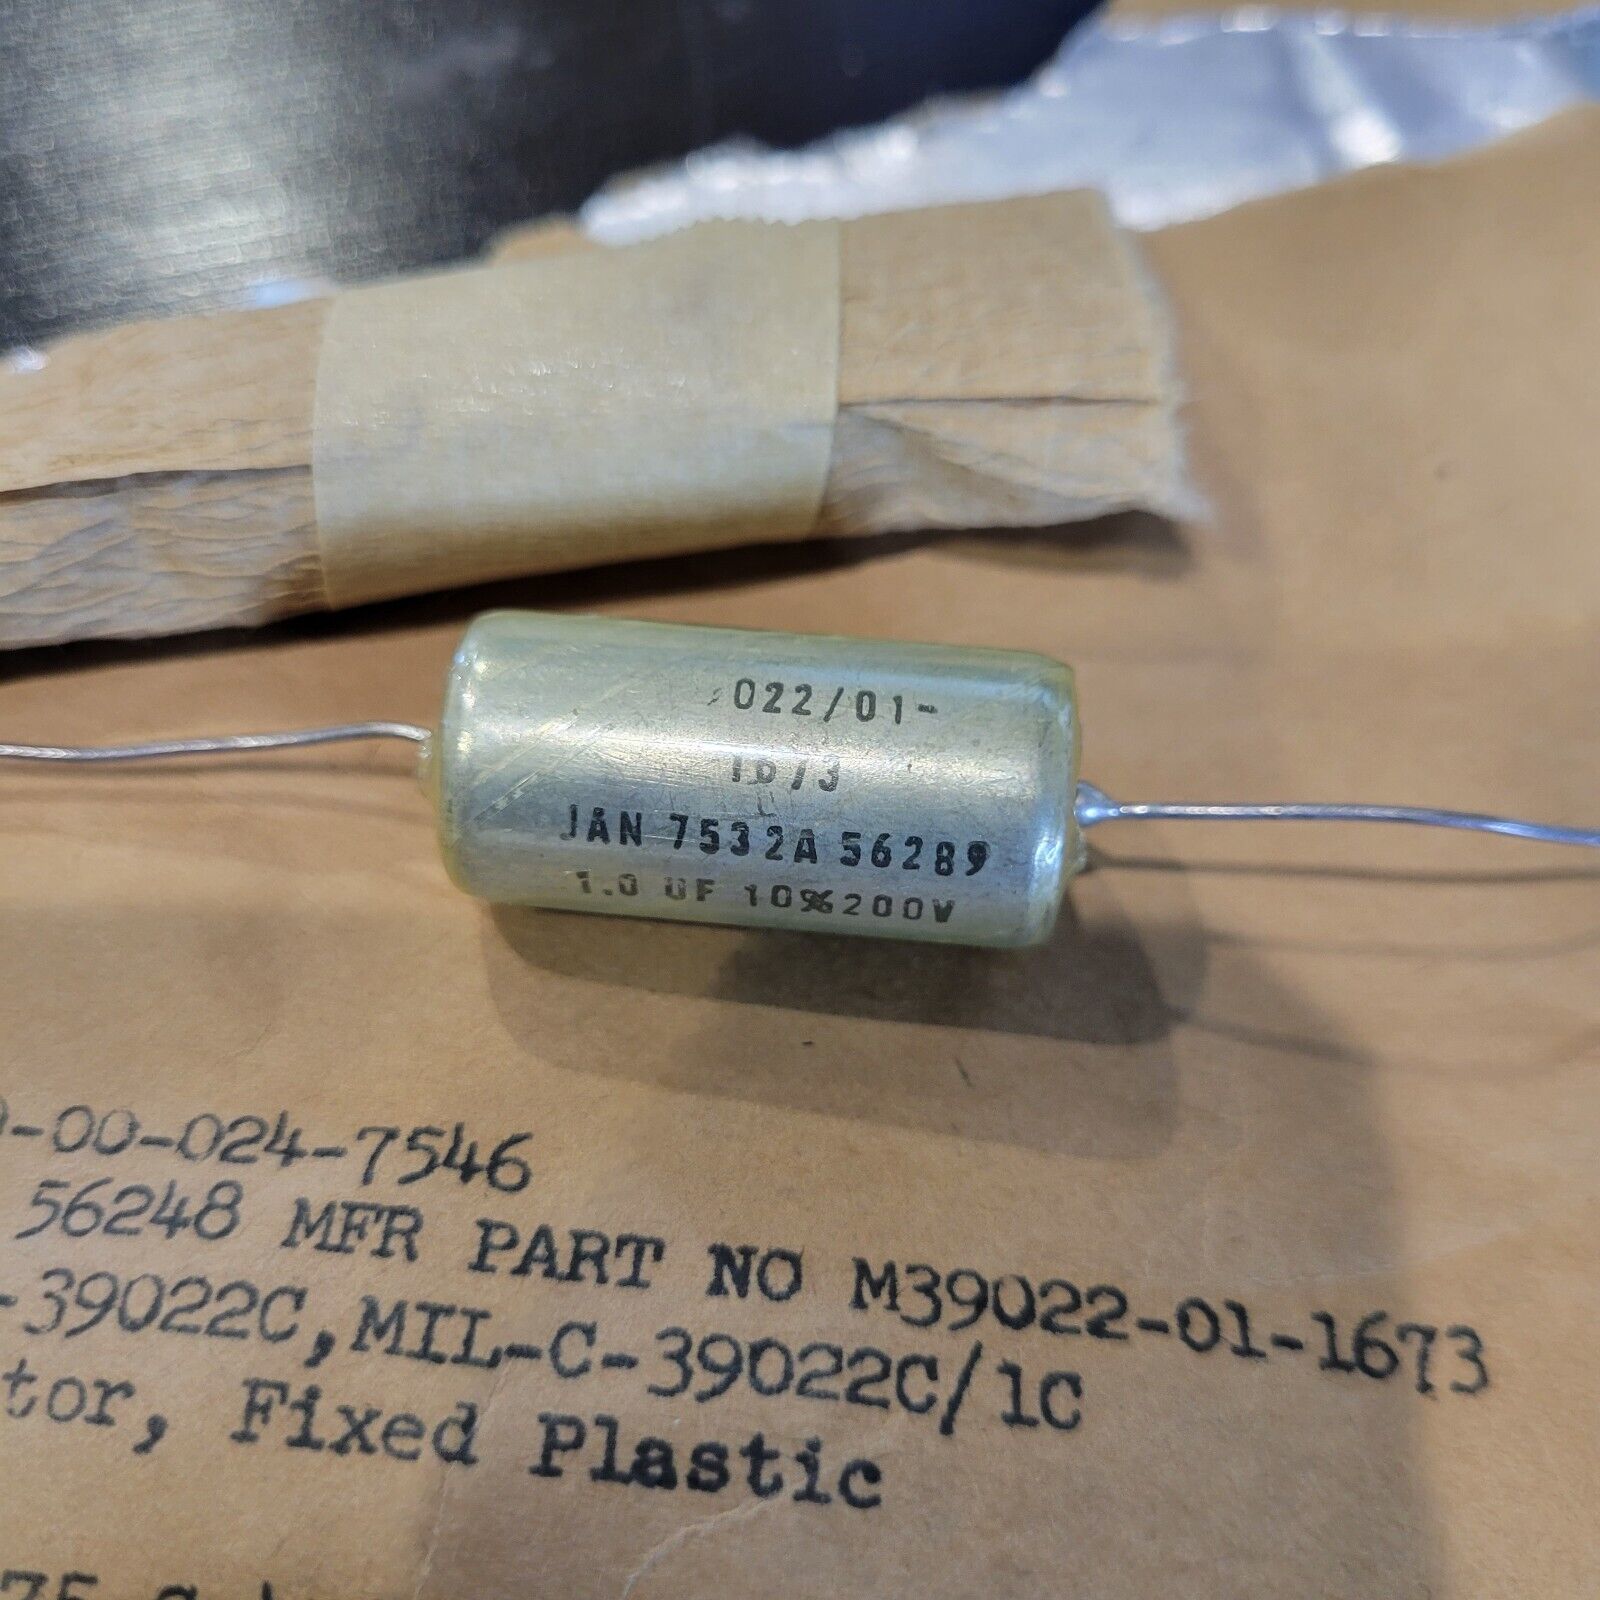 022/01-
1673
JAN 7532A 56289
1.0 UF 10% 200V
-00-024-7546
56248 MFR PART NO M39022-01-1673
-39022C,MIL-C-39022C/1C
tor, Fixed Plastic